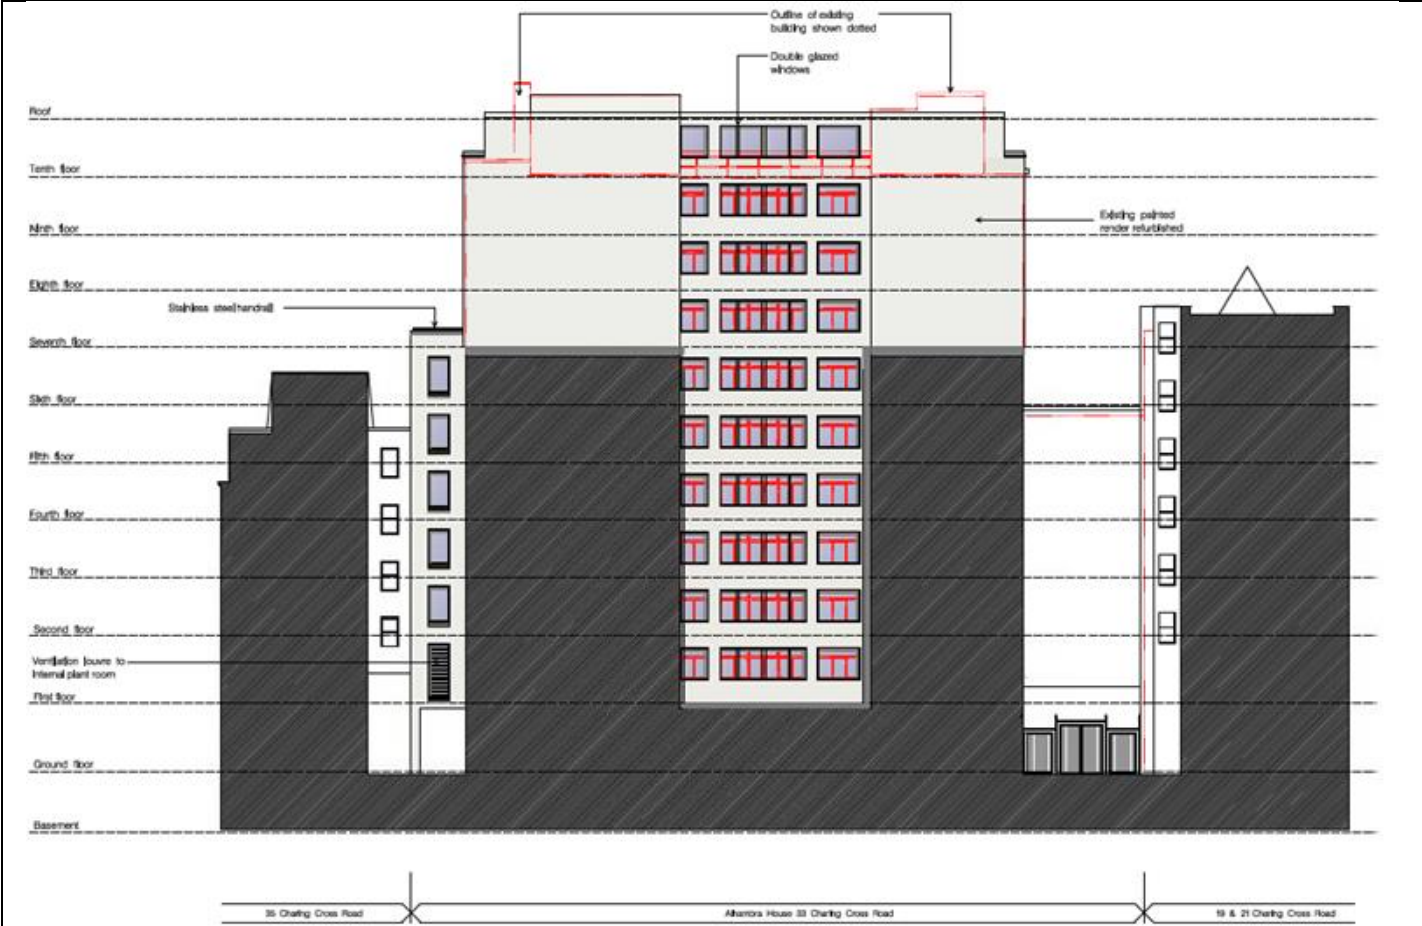 Outline of existing
building shown dotted
Double glazed
windows
Roof
Tenth floor
Existing painted
render refurbished
Ninth floor
Eighth floor
Stainless steel handrail
Seventh floor
Sixth floor
Fifth floor
Fourth floor
Third floor
Second floor
Ventilation louvre to
internal plant room
First floor
Ground floor
Basement
35 Charing Cross Road
Alhambra House 33 Charing Cross Road
19 & 21 Charing Cross Road